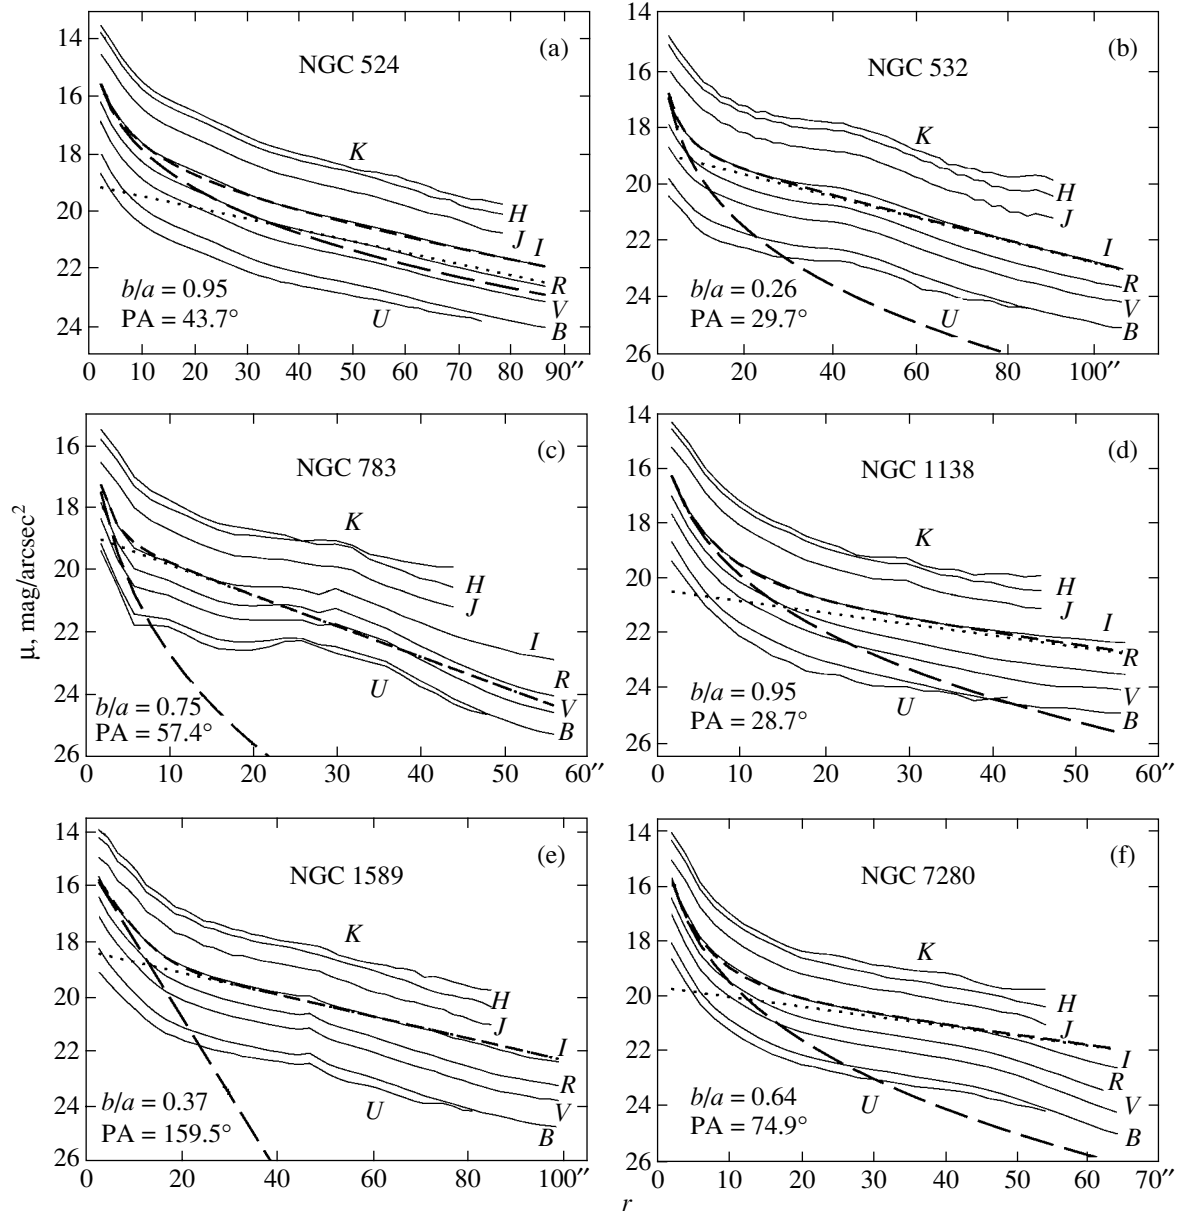 14
16
18
20
22
24
0 10 20 30 40 50 60 70 80 90″
(a)
NGC 524
K
H
J
I
R
V
B
U
b/a = 0.95
PA = 43.7°
14
16
18
20
22
24
26
0 20 40 60 80 100″
(b)
NGC 532
K
H
J
I
R
V
B
U
b/a = 0.26
PA = 29.7°
μ, mag/arcsec²
16
18
20
22
24
26
0 10 20 30 40 50 60″
(c)
NGC 783
K
H
J
I
R
V
B
U
b/a = 0.75
PA = 57.4°
14
16
18
20
22
24
26
0 10 20 30 40 50 60″
(d)
NGC 1138
K
H
J
I
R
V
B
U
b/a = 0.95
PA = 28.7°
14
16
18
20
22
24
26
0 20 40 60 80 100″
(e)
NGC 1589
K
H
J
I
R
V
B
U
b/a = 0.37
PA = 159.5°
14
16
18
20
22
24
26
0 10 20 30 40 50 60 70″
(f)
NGC 7280
K
H
J
I
R
V
B
U
b/a = 0.64
PA = 74.9°
r